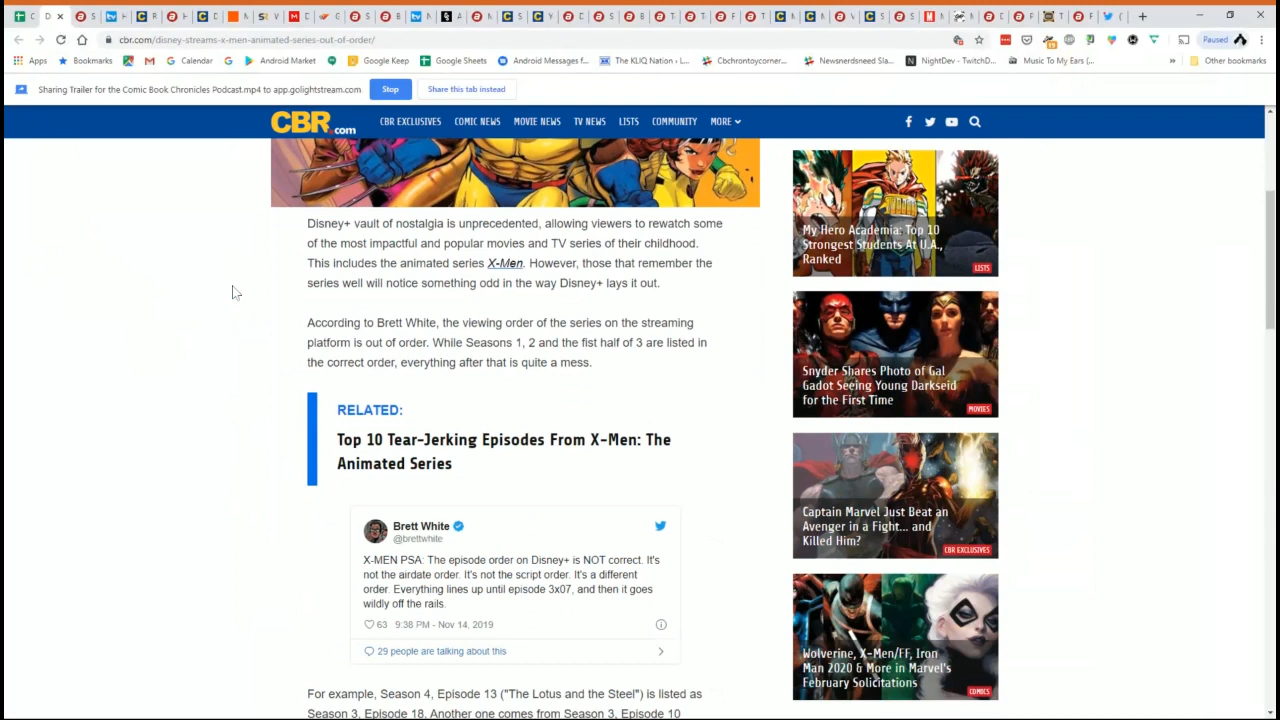 cbr.com/disney-streams-x-men-animated-series-out-of-order/
Paused
Apps
Bookmarks
Calendar
Android Market
Google Keep
Google Sheets
Android Messages f...
The KLIQ Nation › L...
Cbchrontoycorner...
Newsnerdsneed Sla...
NightDev - TwitchD...
Music To My Ears (...
»
Other bookmarks
Sharing Trailer for the Comic Book Chronicles Podcast.mp4 to app.golightstream.com
Stop
Share this tab instead
CBR.com
CBR EXCLUSIVES
COMIC NEWS
MOVIE NEWS
TV NEWS
LISTS
COMMUNITY
MORE
Disney+ vault of nostalgia is unprecedented, allowing viewers to rewatch some
of the most impactful and popular movies and TV series of their childhood.
This includes the animated series X-Men. However, those that remember the
series well will notice something odd in the way Disney+ lays it out.
According to Brett White, the viewing order of the series on the streaming
platform is out of order. While Seasons 1, 2 and the fist half of 3 are listed in
the correct order, everything after that is quite a mess.
RELATED:
Top 10 Tear-Jerking Episodes From X-Men: The
Animated Series
Brett White
@brettwhite
X-MEN PSA: The episode order on Disney+ is NOT correct. It's
not the airdate order. It's not the script order. It's a different
order. Everything lines up until episode 3x07, and then it goes
wildly off the rails.
63 9:38 PM - Nov 14, 2019
29 people are talking about this
For example, Season 4, Episode 13 ("The Lotus and the Steel") is listed as
Season 3, Episode 18. Another one comes from Season 3, Episode 10
My Hero Academia: Top 10
Strongest Students At U.A.,
Ranked
LISTS
Snyder Shares Photo of Gal
Gadot Seeing Young Darkseid
for the First Time
MOVIES
Captain Marvel Just Beat an
Avenger in a Fight... and
Killed Him?
CBR EXCLUSIVES
Wolverine, X-Men/FF, Iron
Man 2020 & More in Marvel's
February Solicitations
COMICS